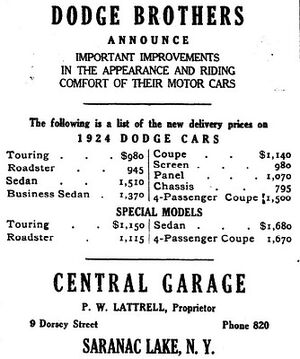 DODGE BROTHERS
ANNOUNCE
IMPORTANT IMPROVEMENTS
IN THE APPEARANCE AND RIDING
COMFORT OF THEIR MOTOR CARS
The following is a list of the new delivery prices on
1924 DODGE CARS
Touring . . . $980
Roadster . . 945
Sedan . . . 1,510
Business Sedan . 1,370
Coupe . . . $1,140
Screen . . . 980
Panel . . . 1,070
Chassis . . . 795
4-Passenger Coupe $1,500
SPECIAL MODELS
Touring . . . $1,150
Roadster . . 1,115
Sedan . . . $1,680
4-Passenger Coupe 1,670
CENTRAL GARAGE
P. W. LATTRELL, Proprietor
9 Dorsey Street Phone 820
SARANAC LAKE, N. Y.